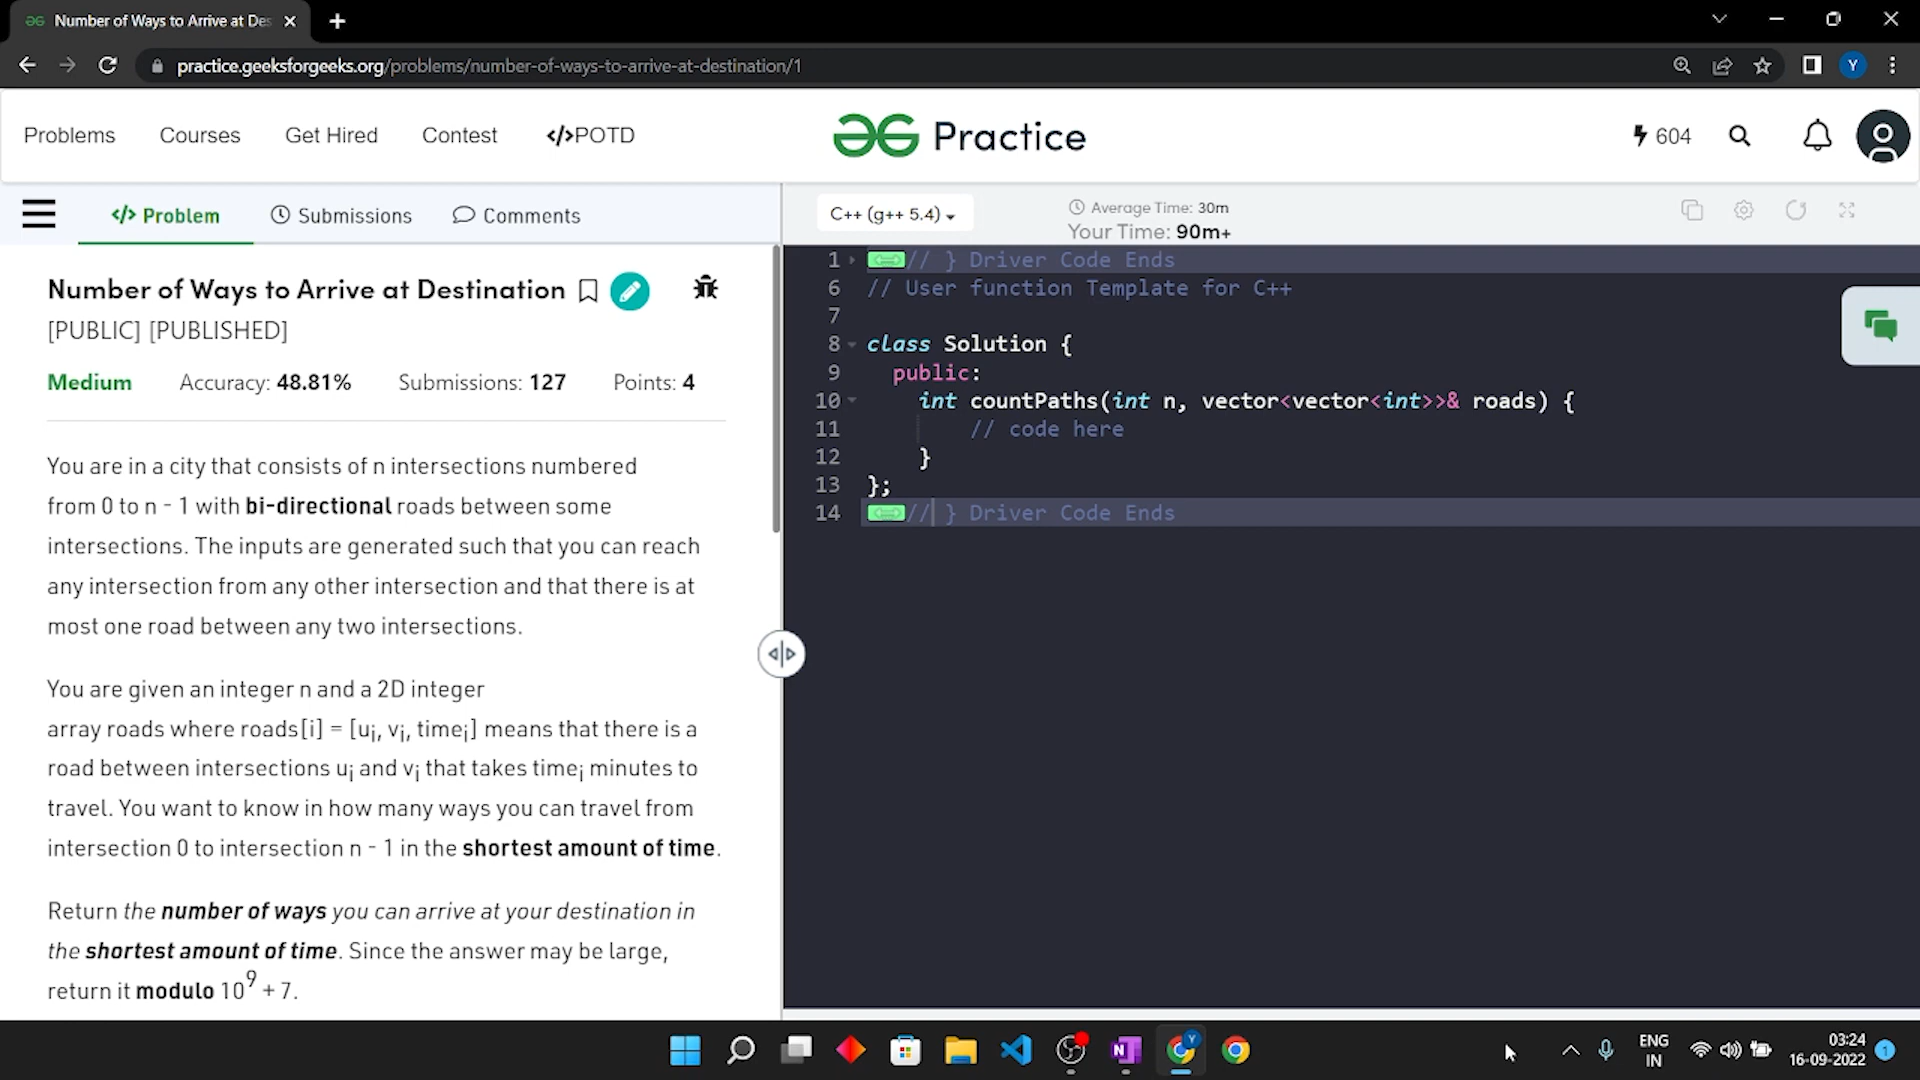 Number of Ways to Arrive at Des
practice.geeksforgeeks.org/problems/number-of-ways-to-arrive-at-destination/1
Y
Problems Courses Get Hired Contest </>POTD
Practice
604
</> Problem Submissions Comments
C++ (g++ 5.4)
Average Time: 30m
Your Time: 90m+
Number of Ways to Arrive at Destination
[PUBLIC] [PUBLISHED]
Medium Accuracy: 48.81% Submissions: 127 Points: 4
You are in a city that consists of n intersections numbered
from 0 to n - 1 with bi-directional roads between some
intersections. The inputs are generated such that you can reach
any intersection from any other intersection and that there is at
most one road between any two intersections.
You are given an integer n and a 2D integer
array roads where roads[i] = [uᵢ, vᵢ, timeᵢ] means that there is a
road between intersections uᵢ and vᵢ that takes timeᵢ minutes to
travel. You want to know in how many ways you can travel from
intersection 0 to intersection n - 1 in the shortest amount of time.
Return the number of ways you can arrive at your destination in
the shortest amount of time. Since the answer may be large,
return it modulo 10⁹ + 7.
1 // } Driver Code Ends
6 // User function Template for C++
7
8 class Solution {
9 public:
10 int countPaths(int n, vector<vector<int>>& roads) {
11 // code here
12 }
13 };
14 // } Driver Code Ends
ENG
IN
03:24
16-09-2022
1